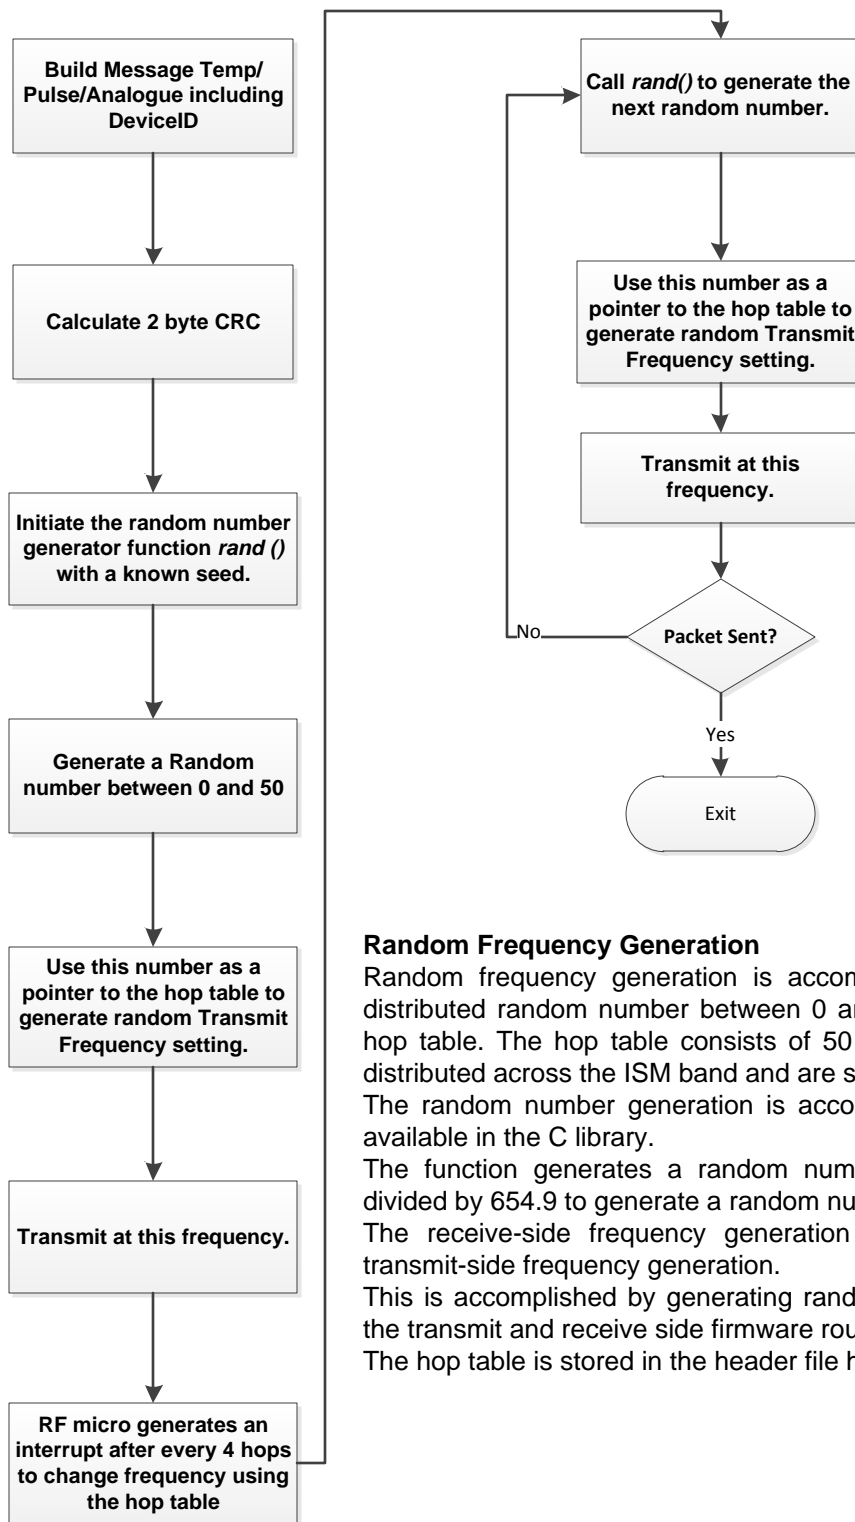 Build Message Temp/
Pulse/Analogue including
DeviceID
Calculate 2 byte CRC
Initiate the random number
generator function rand ()
with a known seed.
Generate a Random
number between 0 and 50
Use this number as a
pointer to the hop table to
generate random Transmit
Frequency setting.
Transmit at this frequency.
RF micro generates an
interrupt after every 4 hops
to change frequency using
the hop table
Call rand() to generate the
next random number.
Use this number as a
pointer to the hop table to
generate random Transmit
Frequency setting.
Transmit at this
frequency.
Packet Sent?
No
Yes
Exit
Random Frequency Generation
Random frequency generation is
distributed random number between 0
hop table. The hop table consists of 50
distributed across the ISM band and are
The random number generation is
available in the C library.
The function generates a random
divided by 654.9 to generate a random
The receive-side frequency generation
transmit-side frequency generation.
This is accomplished by generating
the transmit and receive side firmware
The hop table is stored in the header file